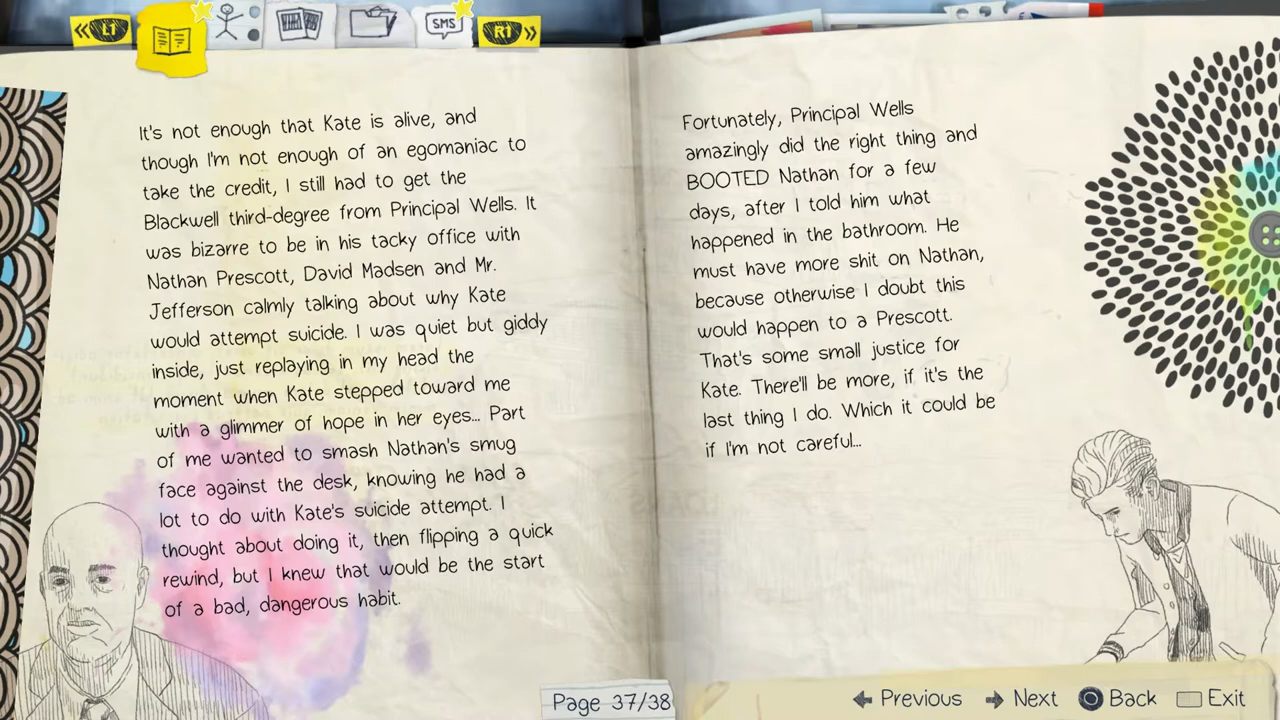 LT
SMS
R1
It's not enough that Kate is alive, and
though I'm not enough of an egomaniac to
take the credit, I still had to get the
Blackwell third-degree from Principal Wells. It
was bizarre to be in his tacky office with
Nathan Prescott, David Madsen and Mr.
Jefferson calmly talking about why Kate
would attempt suicide. I was quiet but giddy
inside, just replaying in my head the
moment when Kate stepped toward me
with a glimmer of hope in her eyes... Part
of me wanted to smash Nathan's smug
face against the desk, knowing he had a
lot to do with Kate's suicide attempt. I
thought about doing it, then flipping a quick
rewind, but I knew that would be the start
of a bad, dangerous habit.
Fortunately, Principal Wells
amazingly did the right thing and
BOOTED Nathan for a few
days, after I told him what
happened in the bathroom. He
must have more shit on Nathan,
because otherwise I doubt this
would happen to a Prescott.
That's some small justice for
Kate. There'll be more, if it's the
last thing I do. Which it could be
if I'm not careful...
Page 37/38
Previous
Next
Back
Exit